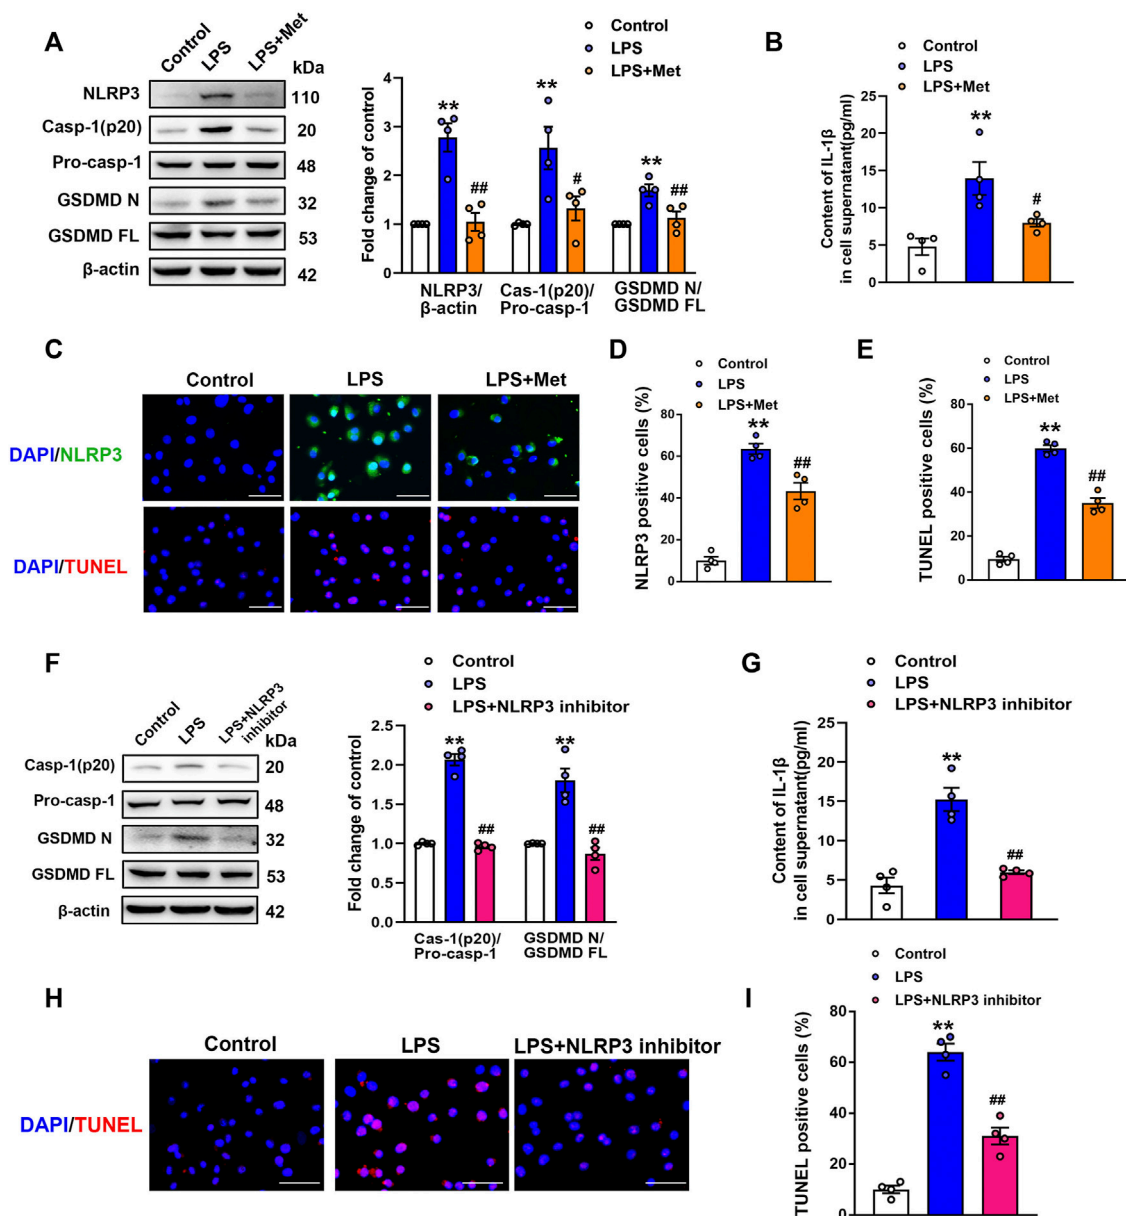 A
Control
LPS
LPS+Met
kDa
NLRP3
110
Casp-1(p20)
20
Pro-casp-1
48
GSDMD N
32
GSDMD FL
53
β-actin
42
Control
LPS
LPS+Met
Fold change of control
4
3
2
1
0
**
##
**
#
**
##
NLRP3/
β-actin
Cas-1(p20)/
Pro-casp-1
GSDMD N/
GSDMD FL
B
Control
LPS
LPS+Met
Content of IL-1β
in cell supernatant(pg/ml)
25
20
15
10
5
0
**
#
C
Control
LPS
LPS+Met
DAPI/NLRP3
DAPI/TUNEL
D
Control
LPS
LPS+Met
NLRP3 positive cells (%)
80
60
40
20
0
**
##
E
Control
LPS
LPS+Met
TUNEL positive cells (%)
80
60
40
20
0
**
##
F
Control
LPS
LPS+NLRP3
inhibitor
kDa
Casp-1(p20)
20
Pro-casp-1
48
GSDMD N
32
GSDMD FL
53
β-actin
42
Control
LPS
LPS+NLRP3 inhibitor
Fold change of control
2.5
2.0
1.5
1.0
0.5
0.0
**
##
**
##
Cas-1(p20)/
Pro-casp-1
GSDMD N/
GSDMD FL
G
Control
LPS
LPS+NLRP3 inhibitor
Content of IL-1β
in cell supernatant(pg/ml)
25
20
15
10
5
0
**
##
H
Control
LPS
LPS+NLRP3 inhibitor
DAPI/TUNEL
I
Control
LPS
LPS+NLRP3 inhibitor
TUNEL positive cells (%)
80
60
40
20
0
**
##